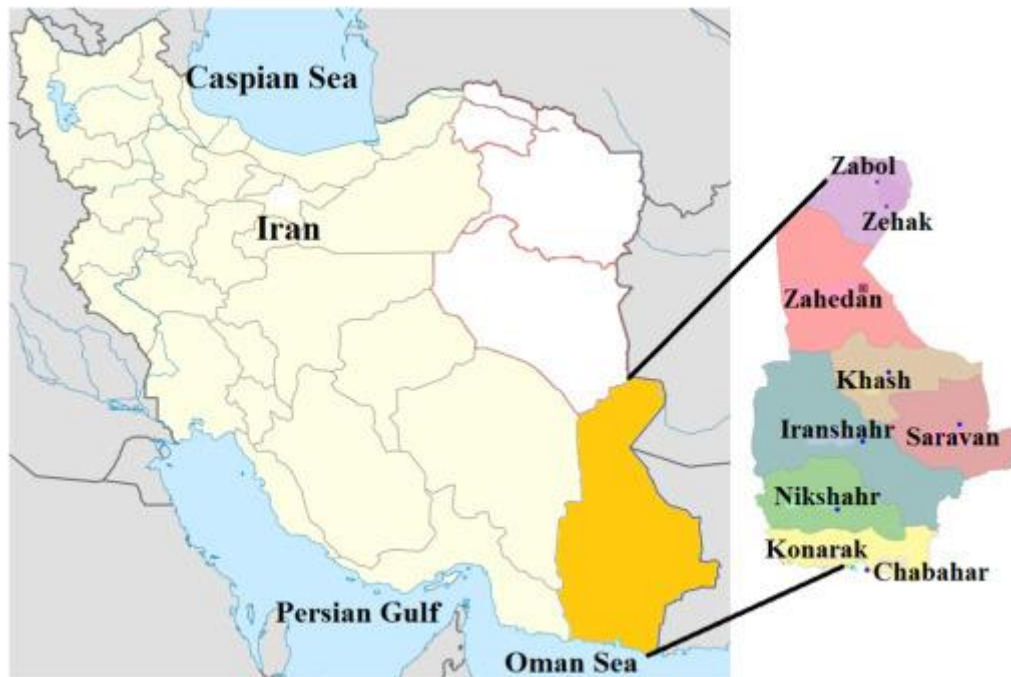 Caspian Sea
Iran
Persian Gulf
Oman Sea
Zabol
Zehak
Zahedan
Khash
Iranshahr
Saravan
Nikshahr
Konarak
Chabahar